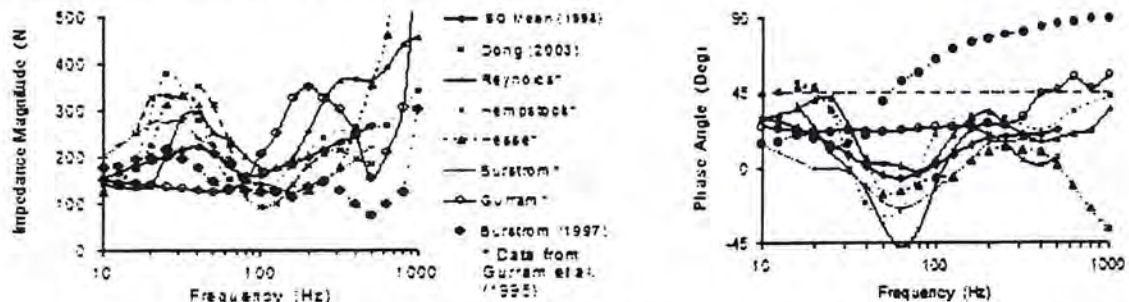 500
400
300
200
100
0
Impedance Magnitude (N
10
100
1000
Frequency (Hz)
Mean (1998)
Dong (2003)
Reynolds*
Hempstock*
Hesse*
Burstrom*
Gurram*
Burstrom (1997)
* Data from
Gurram et al.
(1995)
90
45
0
-45
Phase Angle (Deg)
10
100
1000
Frequency (Hz)